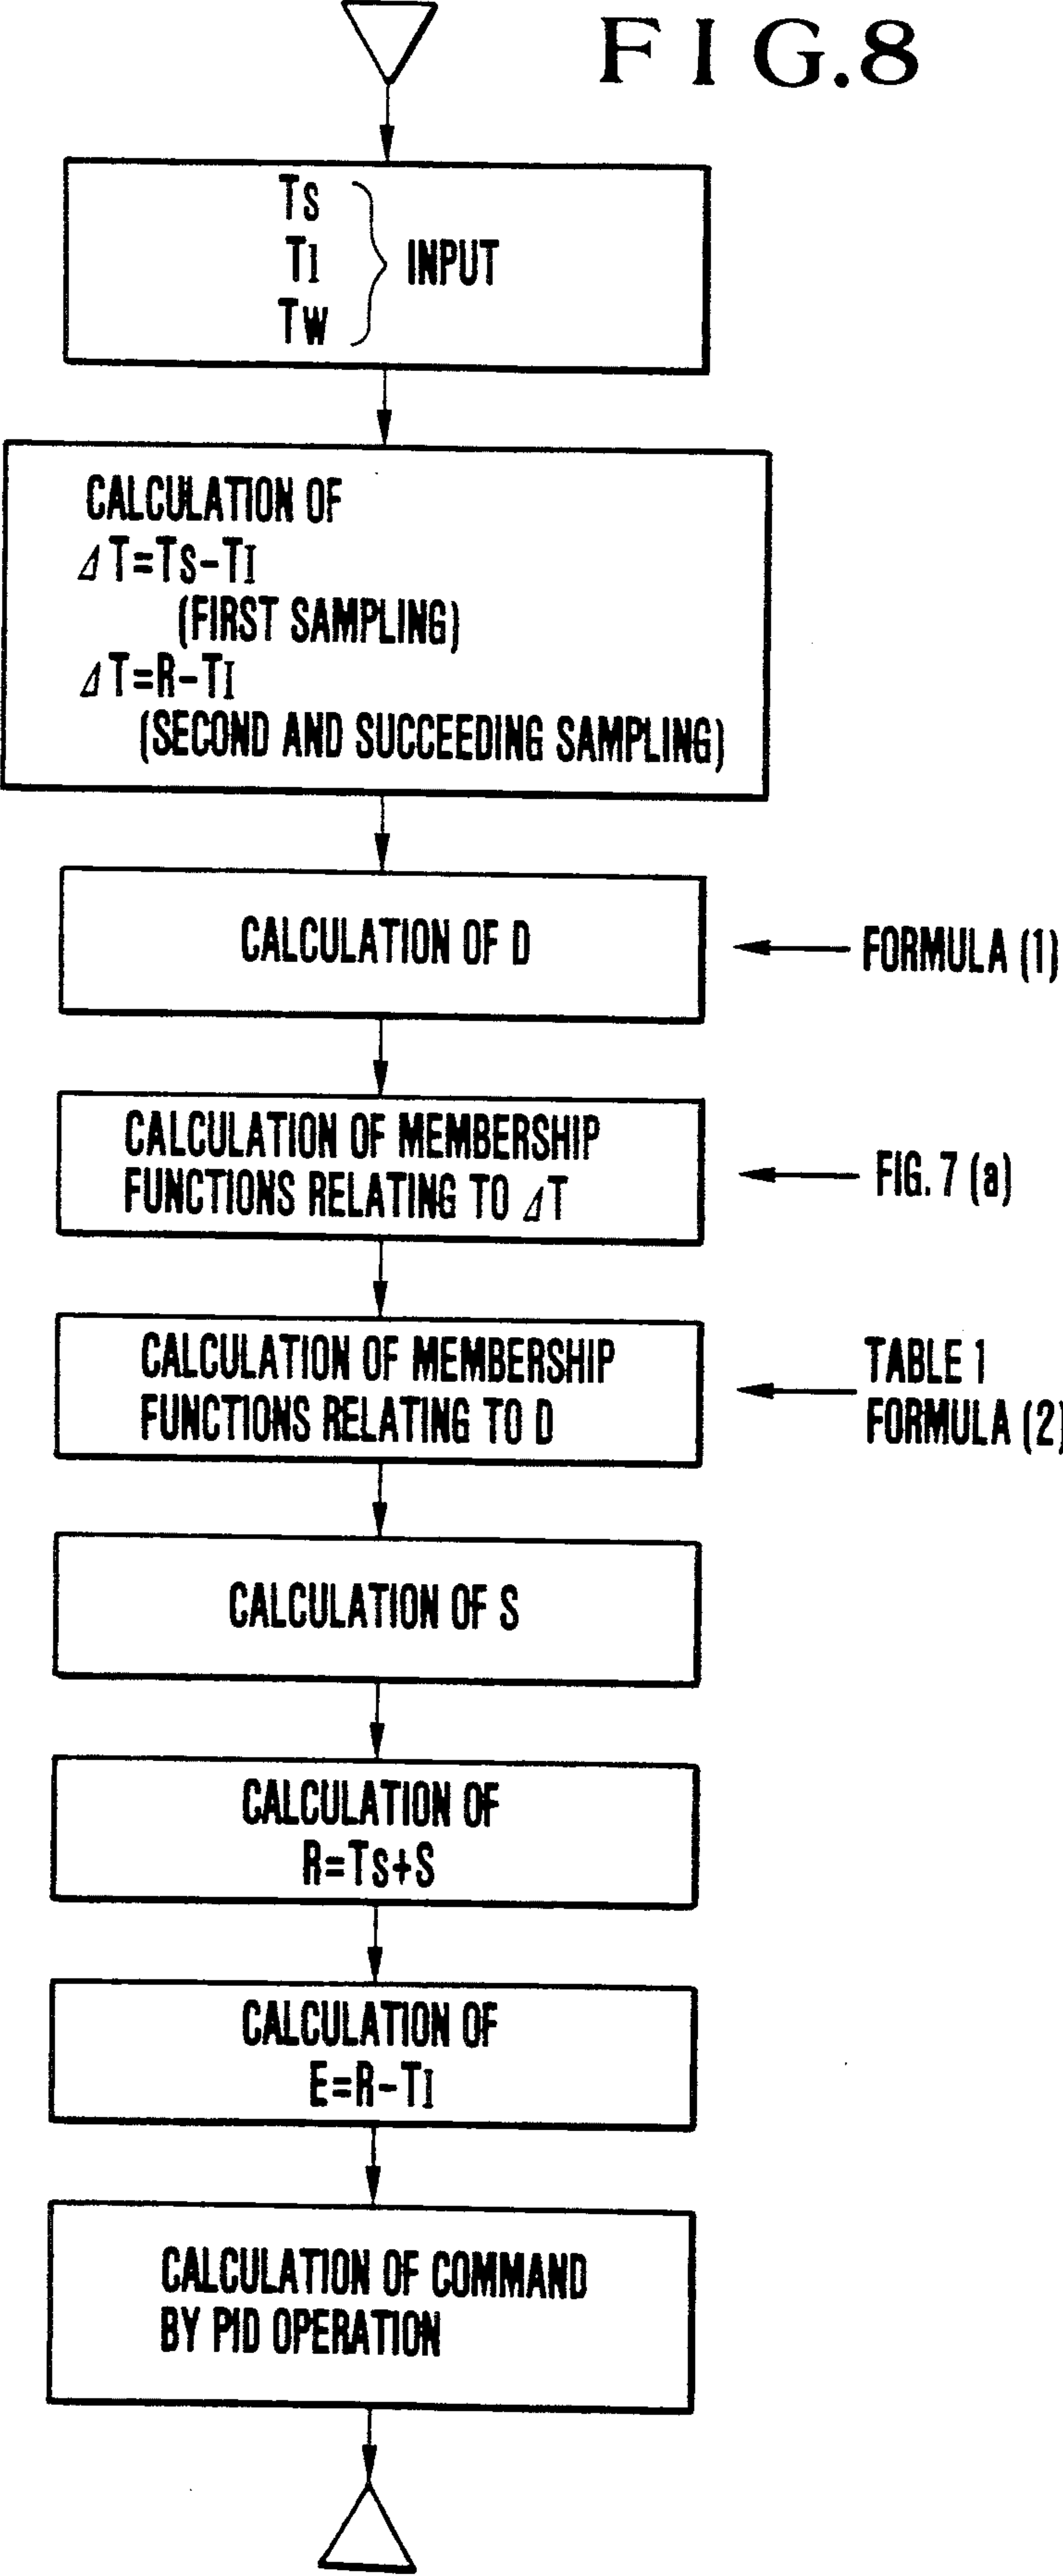 FIG.8
TS
TI
TW
INPUT
CALCULATION OF
ΔT=TS-TI
(FIRST SAMPLING)
ΔT=R-TI
(SECOND AND SUCCEEDING SAMPLING)
CALCULATION OF D
FORMULA (1)
CALCULATION OF MEMBERSHIP
FUNCTIONS RELATING TO ΔT
FIG. 7 (a)
CALCULATION OF MEMBERSHIP
FUNCTIONS RELATING TO D
TABLE 1
FORMULA (2)
CALCULATION OF S
CALCULATION OF
R=TS+S
CALCULATION OF
E=R-TI
CALCULATION OF COMMAND
BY PID OPERATION